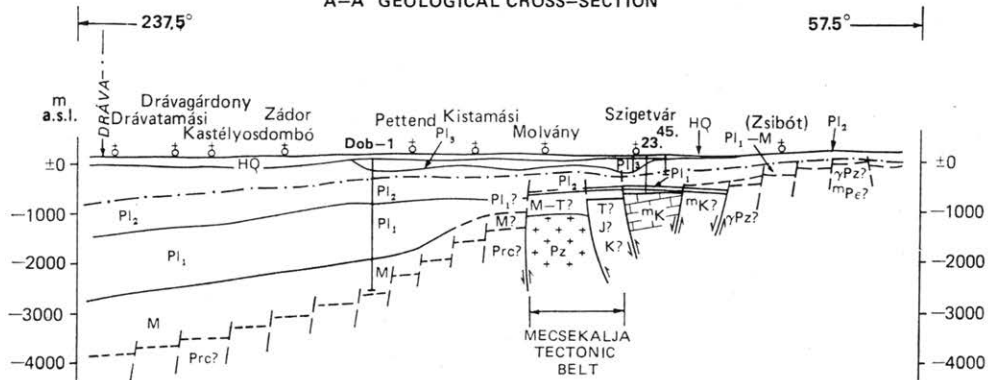 A–A' GEOLOGICAL CROSS–SECTION
237,5° 57.5°
DRÁVA
m
a.s.l.
Drávagárdony
Drávatamási
Kastélyosdombó
Zádor
Dob–1
Pettend
Kistamási
Pl₃
Molvány
Szigetvár
23.
45.
HQ
Pl₁–M
(Zsibót)
Pl₂
±0 HQ ±0
Pl₂ Pl₂ Pl₁
Pl₁? M–T? T? mK mK? γPz? γPz?
–1000 –1000
Pl₂ Pl₁ M? J?
Pl₁ Prc? Pz K?
–2000 M –2000
–3000 –3000
M
Prc?
MECSEKALJA
TECTONIC
BELT
–4000 –4000